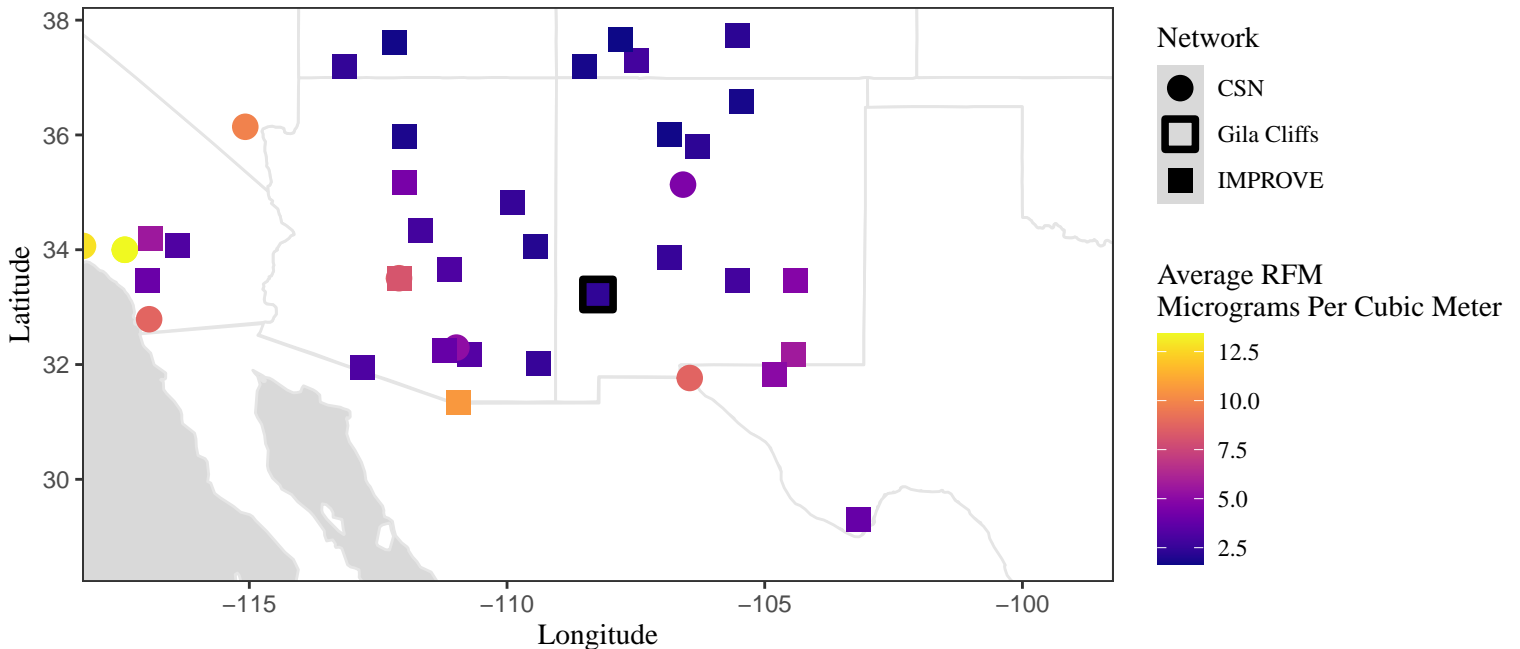 38
36
34
32
30
Latitude
−115
−110
−105
−100
Longitude
Network
CSN
Gila Cliffs
IMPROVE
Average RFM
Micrograms Per Cubic Meter
12.5
10.0
7.5
5.0
2.5